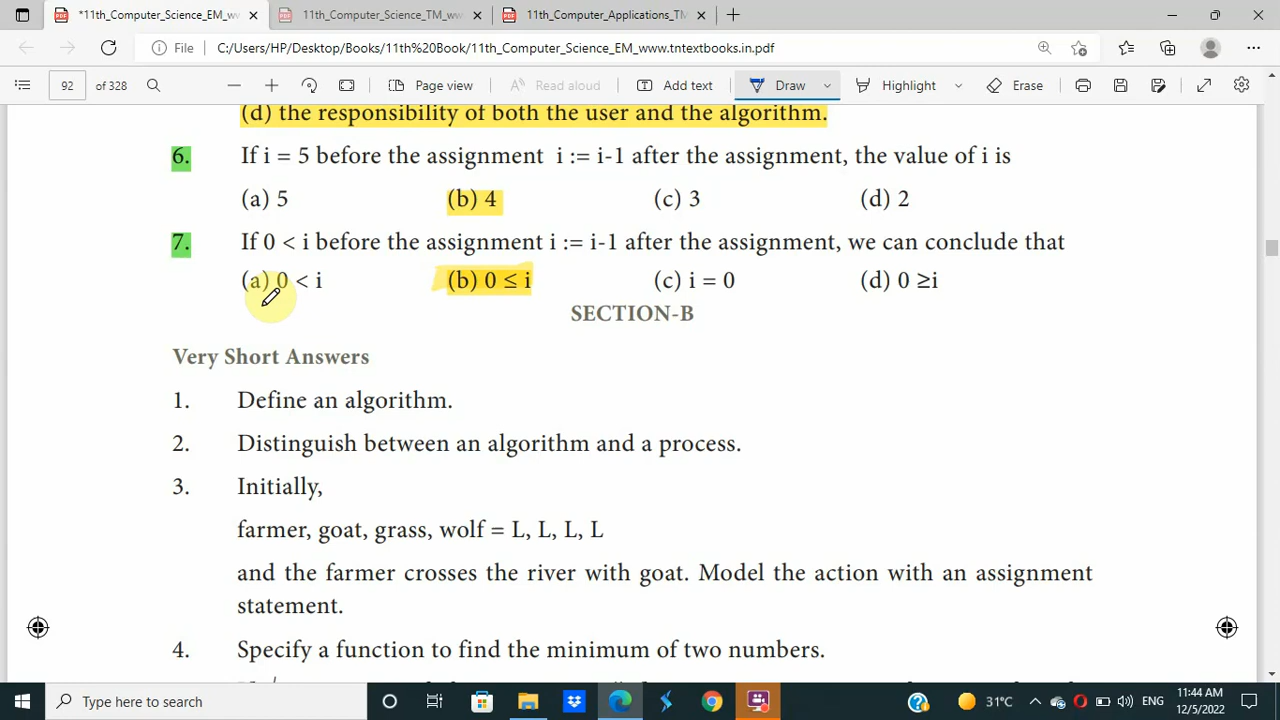 *11th_Computer_Science_EM_w
11th_Computer_Science_TM_ww
11th_Computer_Applications_TM
File C:/Users/HP/Desktop/Books/11th%20Book/11th_Computer_Science_EM_www.tntextbooks.in.pdf
92 of 328 Page view Read aloud Add text Draw Highlight Erase
(d) the responsibility of both the user and the algorithm.
6. If i = 5 before the assignment i := i-1 after the assignment, the value of i is
(a) 5 (b) 4 (c) 3 (d) 2
7. If 0 < i before the assignment i := i-1 after the assignment, we can conclude that
(a) 0 < i (b) 0 ≤ i (c) i = 0 (d) 0 ≥i
SECTION-B
Very Short Answers
1. Define an algorithm.
2. Distinguish between an algorithm and a process.
3. Initially,
farmer, goat, grass, wolf = L, L, L, L
and the farmer crosses the river with goat. Model the action with an assignment
statement.
4. Specify a function to find the minimum of two numbers.
Type here to search 31°C ENG 11:44 AM
12/5/2022